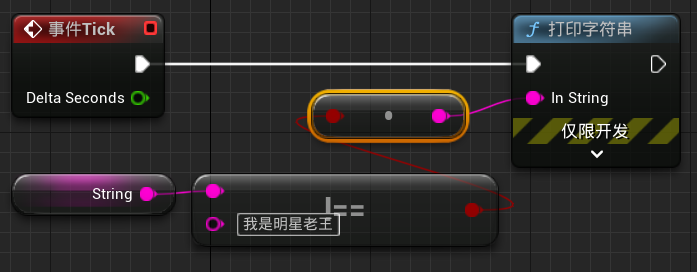 事件Tick
打印字符串
Delta Seconds
In String
仅限开发
String
!==
我是明星老王